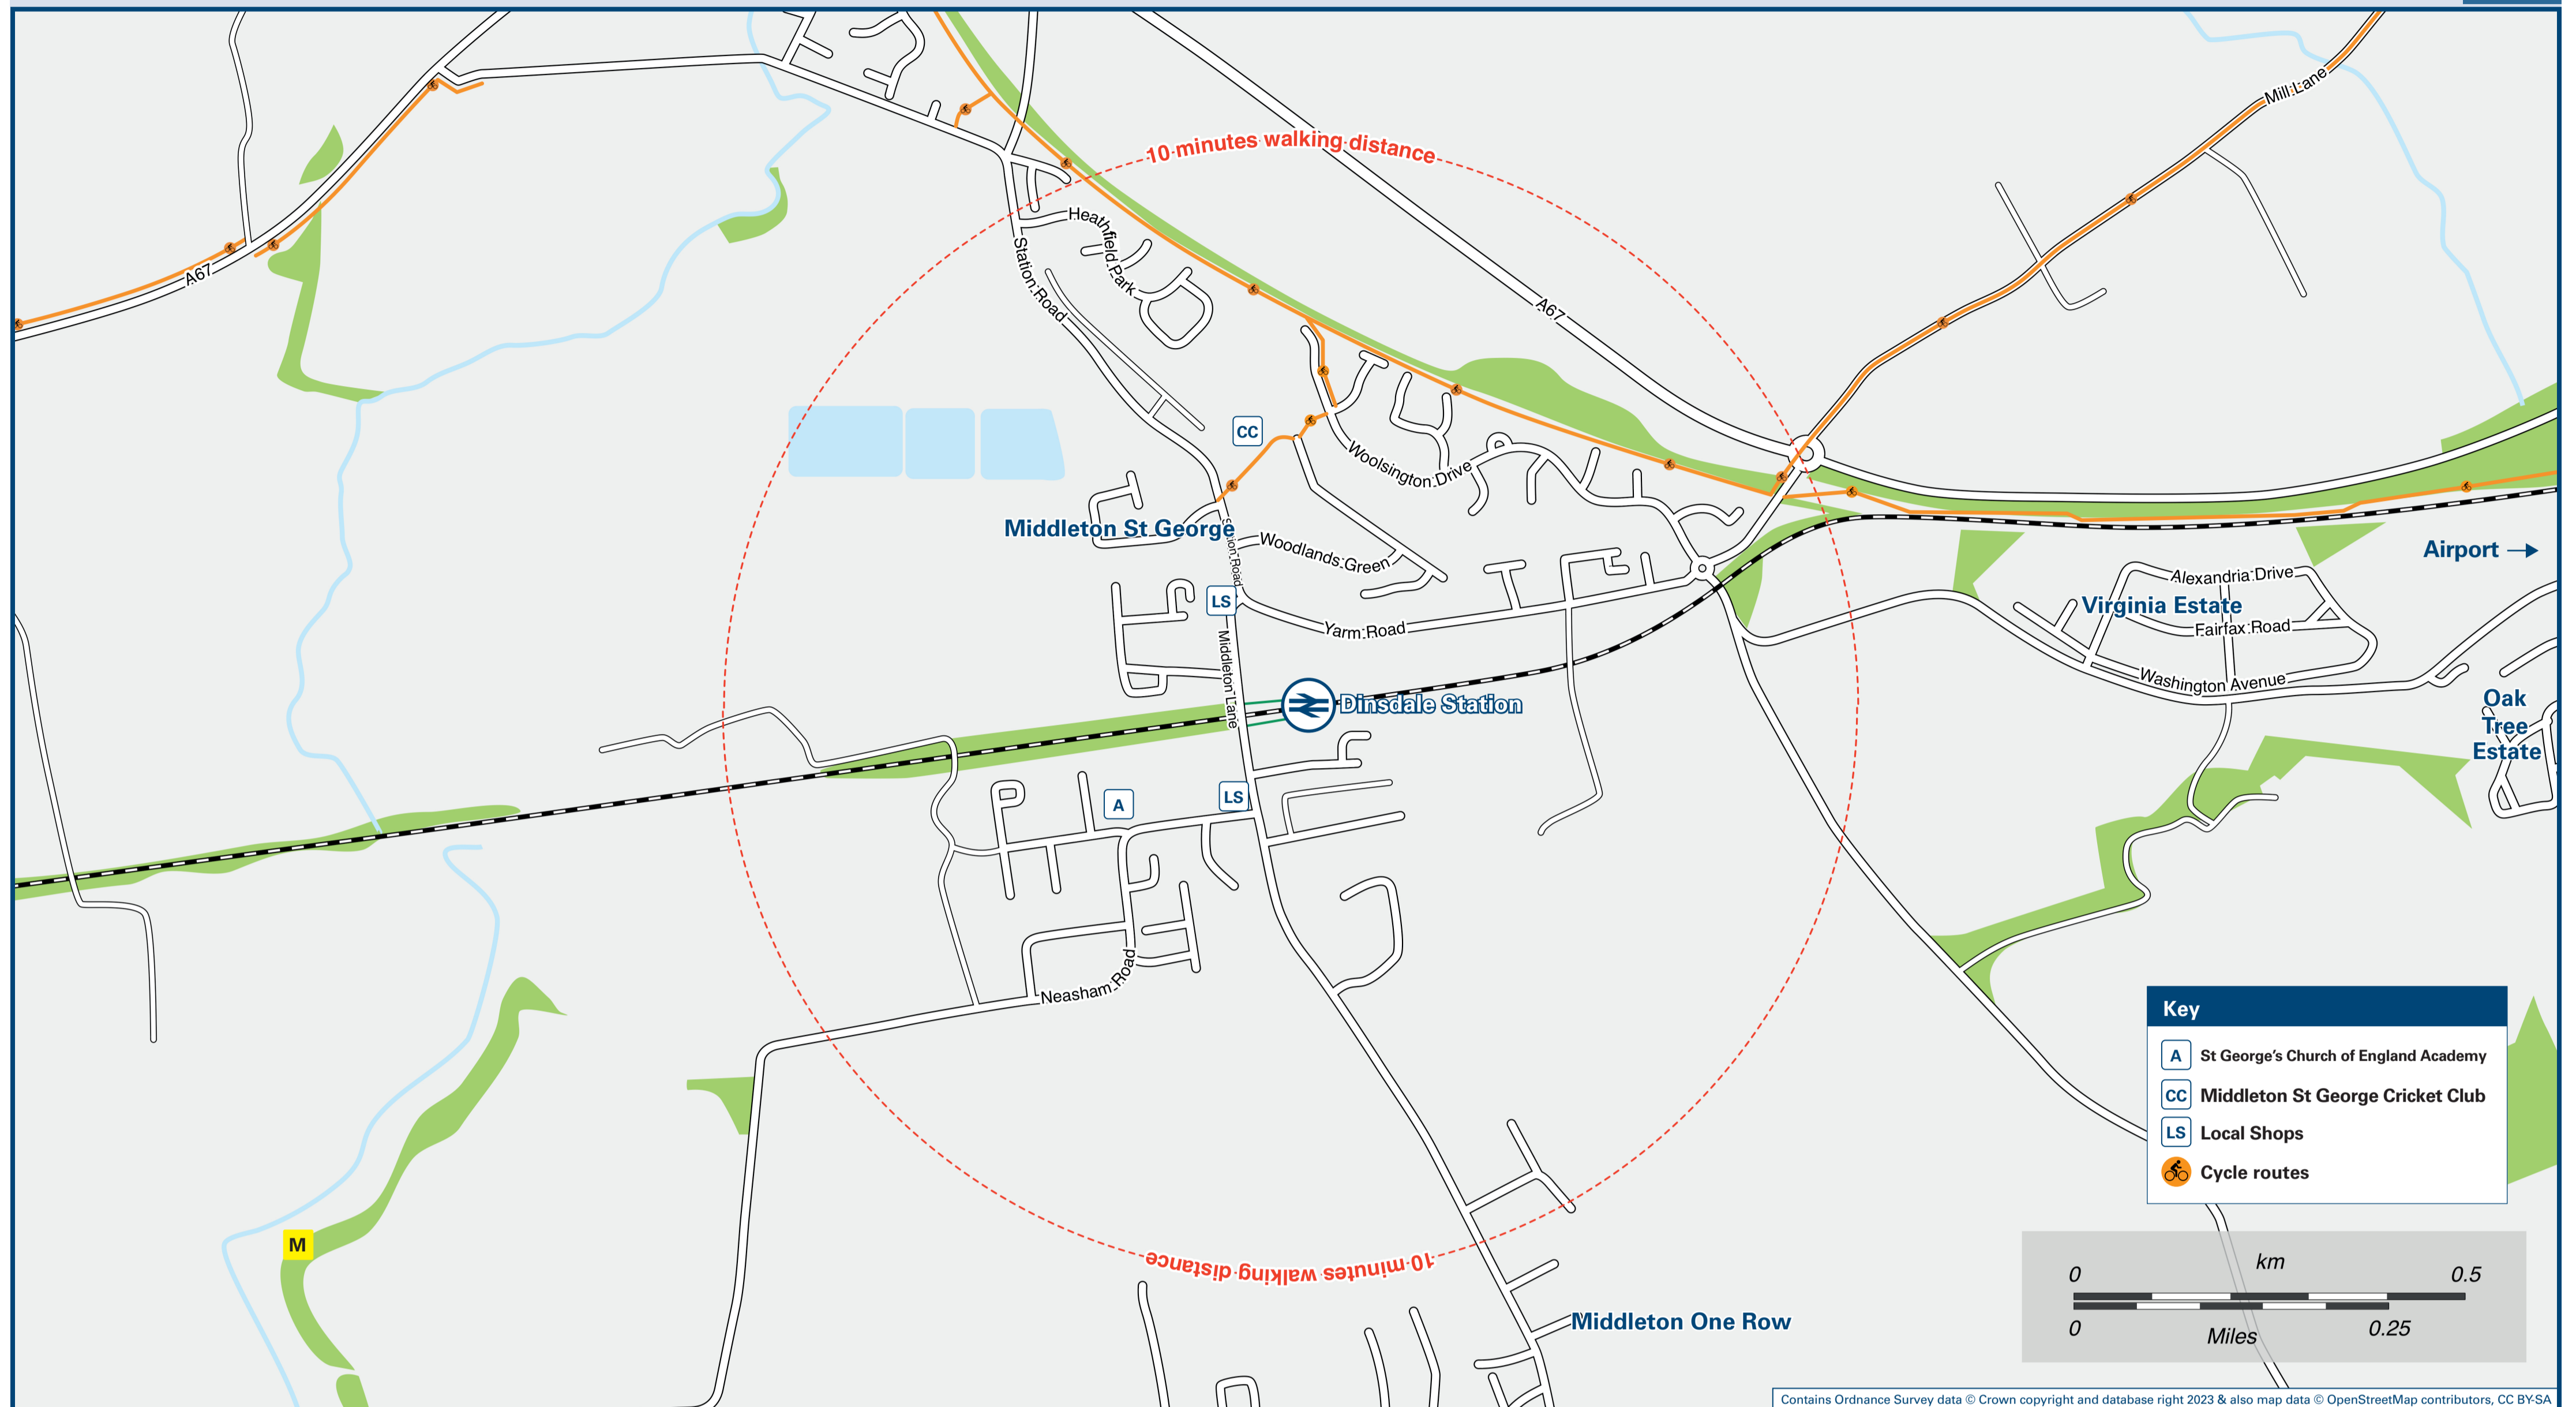 Mill Lane
10 minutes walking distance
Heathfield Park
Station Road
A67
A67
CC
Woolsington Drive
Middleton St George
Station Road
Woodlands Green
Airport
Alexandria Drive
LS
Virginia Estate
Yarm Road
Fairfax Road
Middleton Lane
Washington Avenue
Dinsdale Station
Oak
Tree
Estate
A
LS
Neasham Road
M
10 minutes walking distance
Middleton One Row
Key
A St George's Church of England Academy
CC Middleton St George Cricket Club
LS Local Shops
Cycle routes
km
0 0.5
0 Miles 0.25
Contains Ordnance Survey data © Crown copyright and database right 2023 & also map data © OpenStreetMap contributors, CC BY-SA